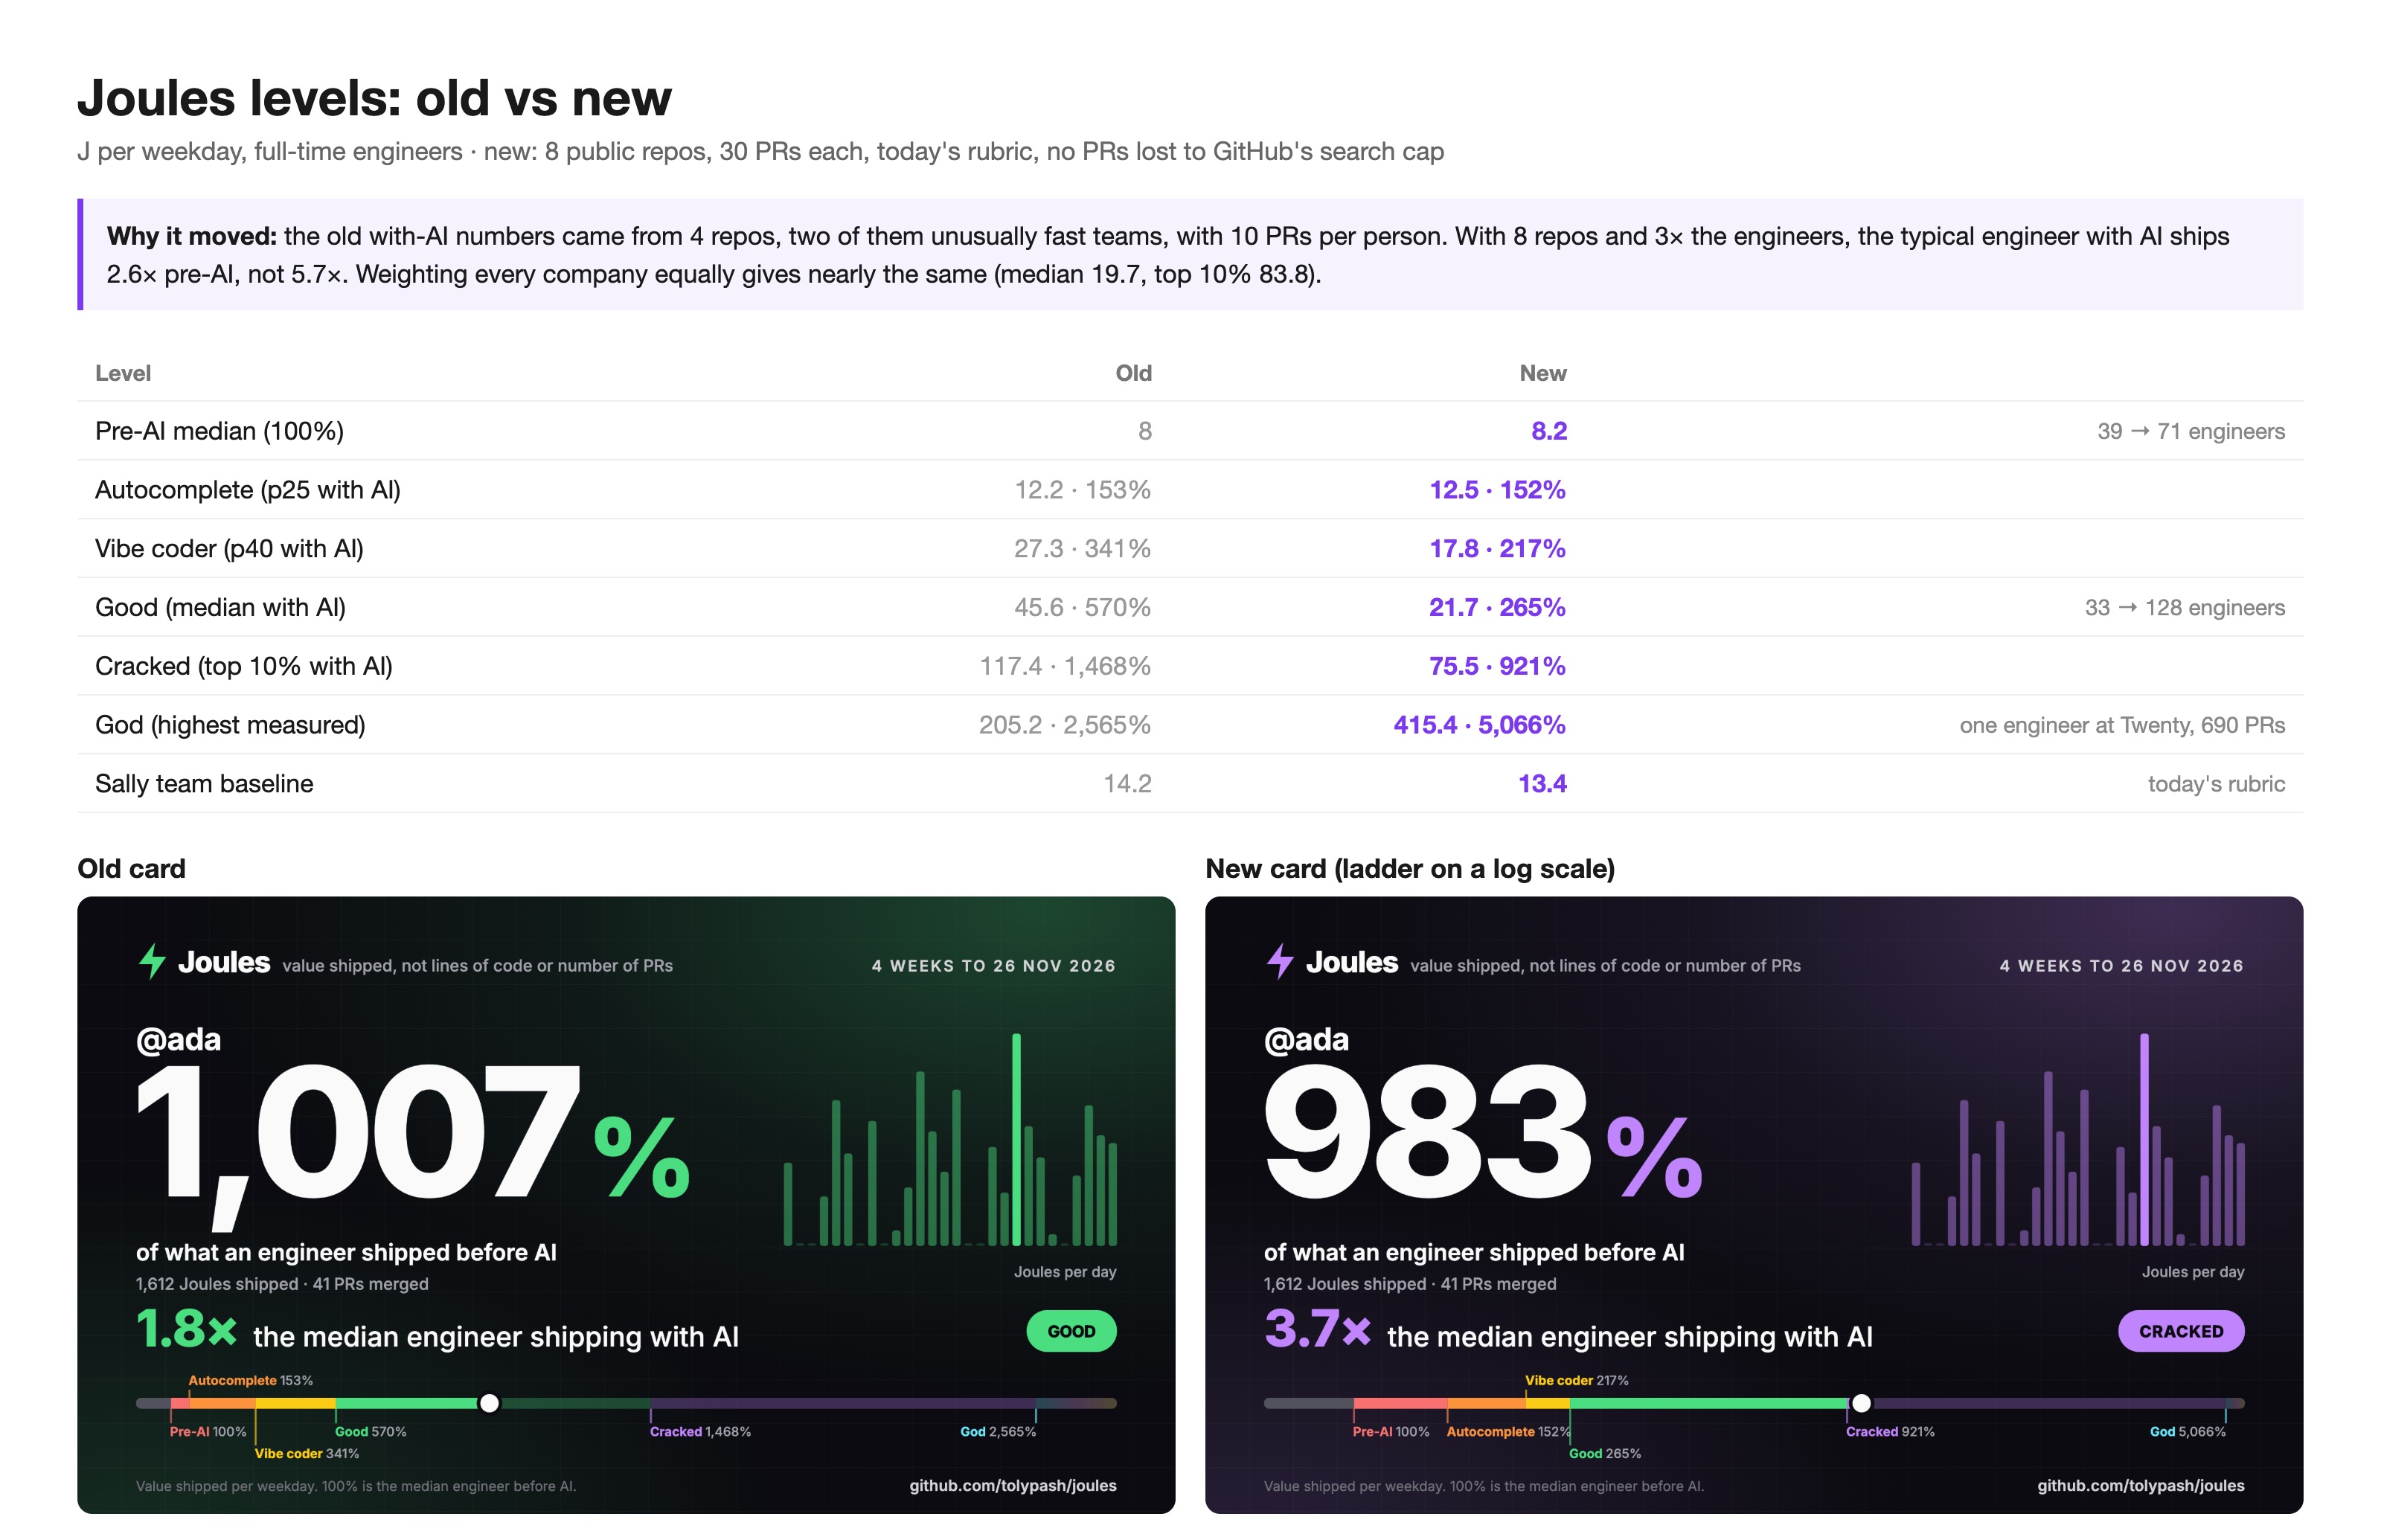 Joules levels: old vs new
J per weekday, full-time engineers · new: 8 public repos, 30 PRs each, today's rubric, no PRs lost to GitHub's search cap
Why it moved: the old with-AI numbers came from 4 repos, two of them unusually fast teams, with 10 PRs per person. With 8 repos and 3× the engineers, the typical engineer with AI ships
2.6× pre-AI, not 5.7×. Weighting every company equally gives nearly the same (median 19.7, top 10% 83.8).
Level Old New
Pre-AI median (100%) 8 8.2 39 → 71 engineers
Autocomplete (p25 with AI) 12.2 · 153% 12.5 · 152%
Vibe coder (p40 with AI) 27.3 · 341% 17.8 · 217%
Good (median with AI) 45.6 · 570% 21.7 · 265% 33 → 128 engineers
Cracked (top 10% with AI) 117.4 · 1,468% 75.5 · 921%
God (highest measured) 205.2 · 2,565% 415.4 · 5,066% one engineer at Twenty, 690 PRs
Sally team baseline 14.2 13.4 today's rubric
Old card
Joules value shipped, not lines of code or number of PRs 4 WEEKS TO 26 NOV 2026
@ada
1,007%
of what an engineer shipped before AI
1,612 Joules shipped · 41 PRs merged
Joules per day
1.8× the median engineer shipping with AI GOOD
Autocomplete 153%
Pre-AI 100% Good 570% Cracked 1,468% God 2,565%
Vibe coder 341%
Value shipped per weekday. 100% is the median engineer before AI. github.com/tolypash/joules
New card (ladder on a log scale)
Joules value shipped, not lines of code or number of PRs 4 WEEKS TO 26 NOV 2026
@ada
983%
of what an engineer shipped before AI
1,612 Joules shipped · 41 PRs merged
Joules per day
3.7× the median engineer shipping with AI CRACKED
Vibe coder 217%
Pre-AI 100% Autocomplete 152% Cracked 921% God 5,066%
Good 265%
Value shipped per weekday. 100% is the median engineer before AI. github.com/tolypash/joules